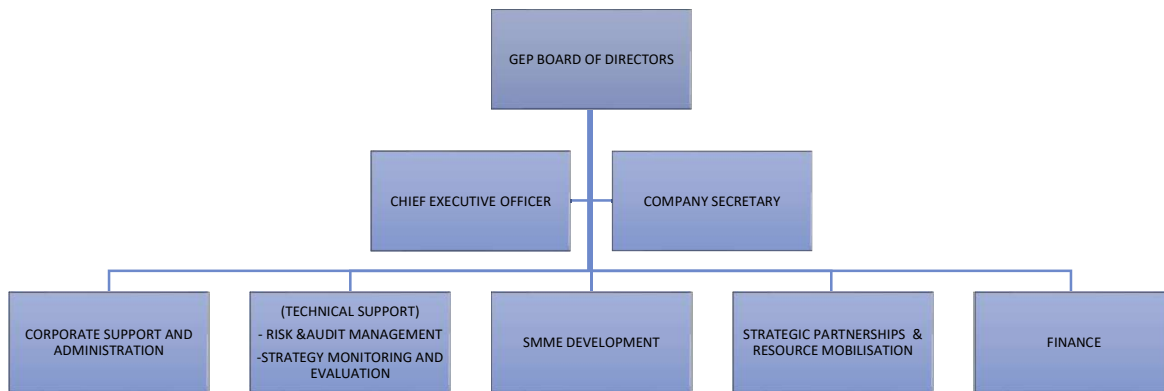 GEP BOARD OF DIRECTORS
CHIEF EXECUTIVE OFFICER
COMPANY SECRETARY
CORPORATE SUPPORT AND
ADMINISTRATION
(TECHNICAL SUPPORT)
- RISK &AUDIT MANAGEMENT
-STRATEGY MONITORING AND
EVALUATION
SMME DEVELOPMENT
STRATEGIC PARTNERSHIPS &
RESOURCE MOBILISATION
FINANCE